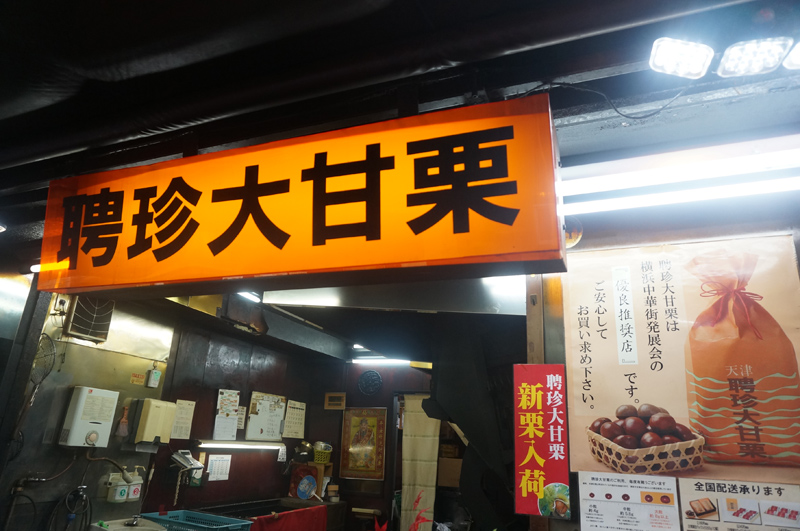 聘珍大甘栗
聘珍大甘栗は
横浜中華街発展会の
優良推奨店です。
ご安心して
お買い求め下さい。
天津
聘珍大甘栗
聘珍大甘栗
新栗入荷
全国配送承ります